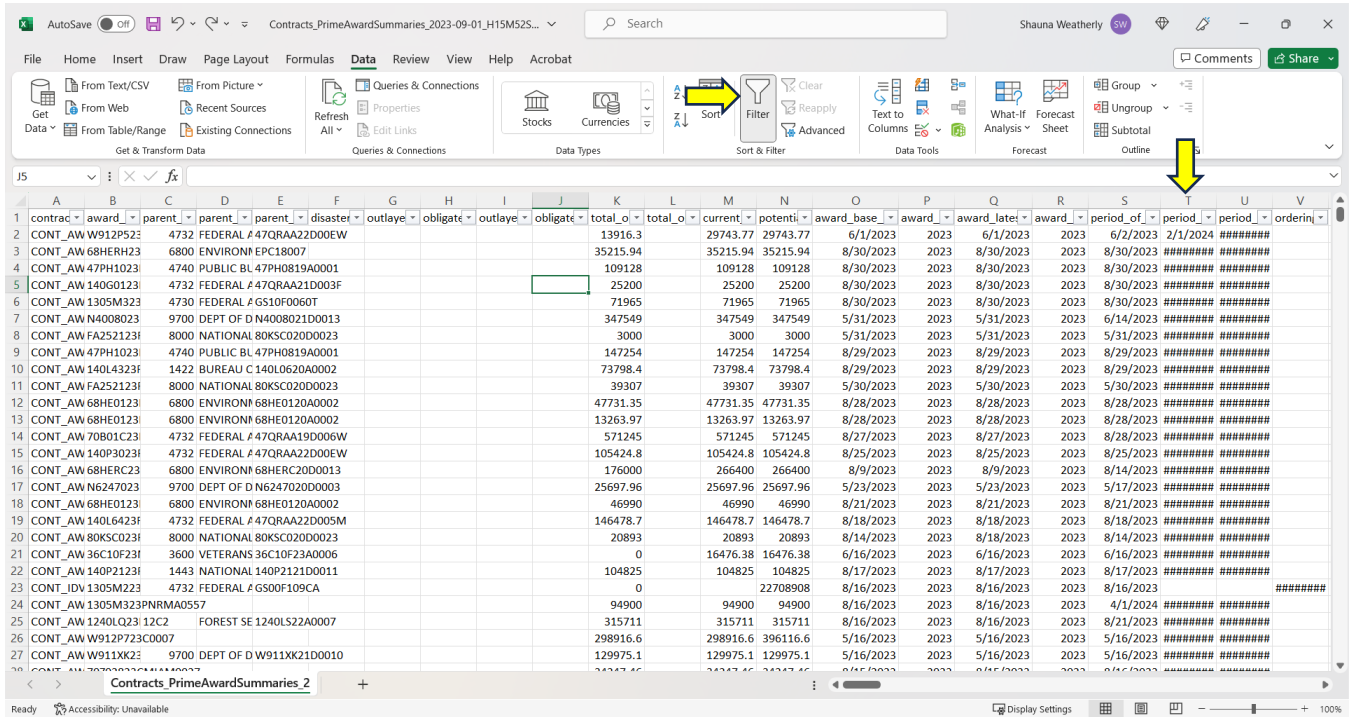 AutoSave Off Contracts_PrimeAwardSummaries_2023-09-01_H15M52S... Search Shauna Weatherly SW
File Home Insert Draw Page Layout Formulas Data Review View Help Acrobat Comments Share
From Text/CSV From Picture Queries & Connections Clear Group
From Web Recent Sources Properties Reapply Ungroup
From Table/Range Existing Connections Edit Links Advanced Subtotal
Get Data Refresh All Stocks Currencies Sort Filter Text to Columns What-If Analysis Forecast Sheet
Get & Transform Data Queries & Connections Data Types Sort & Filter Data Tools Forecast Outline
J5 fx
A B C D E F G H I J K L M N O P Q R S T U V
1 contrac award_ parent_ parent_ parent_ disaster outlaye obligate outlaye obligate total_o total_o current_ potenti award_base_ award_ award_lates award_ period_of_ period_ period_ ordering
2 CONT_AW W912P523 4732 FEDERAL A 47QRAA22D00EW 13916.3 29743.77 29743.77 6/1/2023 2023 6/1/2023 2023 6/2/2023 2/1/2024 ########
3 CONT_AW 68HERH23 6800 ENVIRONM EPC18007 35215.94 35215.94 35215.94 8/30/2023 2023 8/30/2023 2023 8/30/2023 ######## ########
4 CONT_AW 47PH1023 4740 PUBLIC BU 47PH0819A0001 109128 109128 109128 8/30/2023 2023 8/30/2023 2023 8/30/2023 ######## ########
5 CONT_AW 140G0123 4732 FEDERAL A 47QRAA21D003F 25200 25200 25200 8/30/2023 2023 8/30/2023 2023 8/30/2023 ######## ########
6 CONT_AW 1305M323 4730 FEDERAL A GS10F0060T 71965 71965 71965 8/30/2023 2023 8/30/2023 2023 8/30/2023 ######## ########
7 CONT_AW N4008023 9700 DEPT OF D N4008021D0013 347549 347549 347549 5/31/2023 2023 5/31/2023 2023 6/14/2023 ######## ########
8 CONT_AW FA252123F 8000 NATIONAL 80KSC020D0023 3000 3000 3000 5/31/2023 2023 5/31/2023 2023 5/31/2023 ######## ########
9 CONT_AW 47PH1023 4740 PUBLIC BU 47PH0819A0001 147254 147254 147254 8/29/2023 2023 8/29/2023 2023 8/29/2023 ######## ########
10 CONT_AW 140L4323F 1422 BUREAU O 140L0620A0002 73798.4 73798.4 73798.4 8/29/2023 2023 8/29/2023 2023 8/29/2023 ######## ########
11 CONT_AW FA252123F 8000 NATIONAL 80KSC020D0023 39307 39307 39307 5/30/2023 2023 5/30/2023 2023 5/30/2023 ######## ########
12 CONT_AW 68HE0123 6800 ENVIRONM 68HE0120A0002 47731.35 47731.35 47731.35 8/28/2023 2023 8/28/2023 2023 8/28/2023 ######## ########
13 CONT_AW 68HE0123 6800 ENVIRONM 68HE0120A0002 13263.97 13263.97 13263.97 8/28/2023 2023 8/28/2023 2023 8/28/2023 ######## ########
14 CONT_AW 70B01C23 4732 FEDERAL A 47QRAA19D006W 571245 571245 571245 8/27/2023 2023 8/27/2023 2023 8/27/2023 ######## ########
15 CONT_AW 140P3023 4732 FEDERAL A 47QRAA22D00EW 105424.8 105424.8 105424.8 8/25/2023 2023 8/25/2023 2023 8/25/2023 ######## ########
16 CONT_AW 68HERC23 6800 ENVIRONM 68HERC20D0013 176000 266400 266400 8/9/2023 2023 8/9/2023 2023 8/14/2023 ######## ########
17 CONT_AW N6247023 9700 DEPT OF D N6247020D0003 25697.96 25697.96 25697.96 5/23/2023 2023 5/23/2023 2023 5/17/2023 ######## ########
18 CONT_AW 68HE0123 6800 ENVIRONM 68HE0120A0002 46990 46990 46990 8/21/2023 2023 8/21/2023 2023 8/21/2023 ######## ########
19 CONT_AW 140L6423F 4732 FEDERAL A 47QRAA22D005M 146478.7 146478.7 146478.7 8/18/2023 2023 8/18/2023 2023 8/18/2023 ######## ########
20 CONT_AW 80KSC023F 8000 NATIONAL 80KSC020D0023 20893 20893 20893 8/14/2023 2023 8/18/2023 2023 8/14/2023 ######## ########
21 CONT_AW 36C10F23 3600 VETERANS 36C10F23A0006 0 16476.38 16476.38 6/16/2023 2023 6/16/2023 2023 6/16/2023 ######## ########
22 CONT_AW 140P2123 1443 NATIONAL 140P2121D0011 104825 104825 104825 8/17/2023 2023 8/17/2023 2023 8/17/2023 ######## ########
23 CONT_IDV 1305M223 4732 FEDERAL A GS00F109CA 0 22708908 8/16/2023 2023 8/16/2023 2023 8/16/2023 ########
24 CONT_AW 1305M323PNRMA0557 94900 94900 94900 8/16/2023 2023 8/16/2023 2023 4/1/2024 ######## ########
25 CONT_AW 1240LQ23 12C2 FOREST SE 1240LS22A0007 315711 315711 315711 8/16/2023 2023 8/16/2023 2023 8/21/2023 ######## ########
26 CONT_AW W912P723C0007 298916.6 298916.6 396116.6 5/16/2023 2023 5/16/2023 2023 5/16/2023 ######## ########
27 CONT_AW W911XK23 9700 DEPT OF D W911XK21D0010 129975.1 129975.1 129975.1 5/16/2023 2023 5/16/2023 2023 5/16/2023 ######## ########
Contracts_PrimeAwardSummaries_2
Ready Accessibility: Unavailable Display Settings 100%